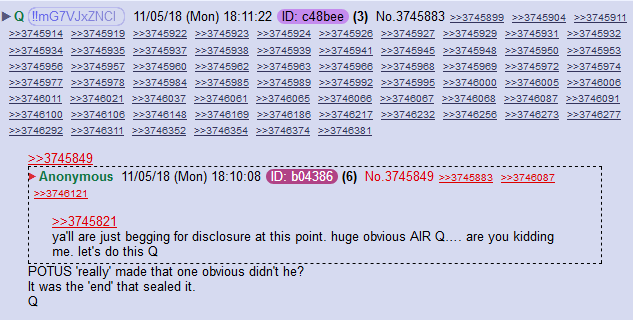 ▶ Q !!mG7VJxZNCI 11/05/18 (Mon) 18:11:22 ID: c48bee (3) No.3745883 >>3745899 >>3745904 >>3745911
>>3745914 >>3745919 >>3745922 >>3745923 >>3745924 >>3745926 >>3745927 >>3745929 >>3745931 >>3745932
>>3745934 >>3745935 >>3745937 >>3745938 >>3745939 >>3745941 >>3745945 >>3745948 >>3745950 >>3745953
>>3745956 >>3745957 >>3745960 >>3745962 >>3745963 >>3745966 >>3745968 >>3745969 >>3745972 >>3745974
>>3745977 >>3745978 >>3745984 >>3745985 >>3745989 >>3745992 >>3745995 >>3746000 >>3746005 >>3746006
>>3746011 >>3746021 >>3746037 >>3746061 >>3746065 >>3746066 >>3746067 >>3746068 >>3746087 >>3746091
>>3746100 >>3746106 >>3746148 >>3746169 >>3746186 >>3746217 >>3746232 >>3746256 >>3746273 >>3746277
>>3746292 >>3746311 >>3746352 >>3746354 >>3746374 >>3746381
>>3745849
▶ Anonymous 11/05/18 (Mon) 18:10:08 ID: b04386 (6) No.3745849 >>3745883 >>3746087
>>3746121
>>3745821
ya'll are just begging for disclosure at this point. huge obvious AIR Q.... are you kidding
me. let's do this Q
POTUS 'really' made that one obvious didn't he?
It was the 'end' that sealed it.
Q